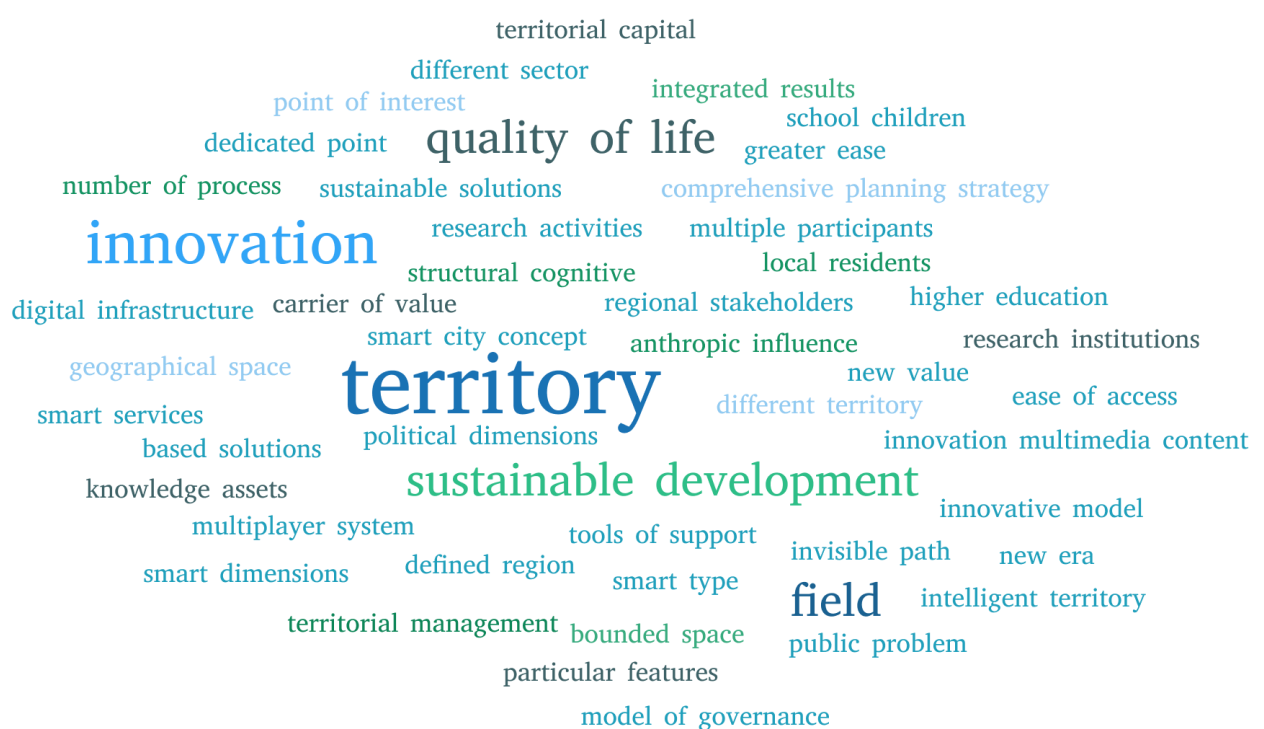 territorial capital
different sector
integrated results
point of interest
school children
quality of life
dedicated point
greater ease
number of process
sustainable solutions
comprehensive planning strategy
innovation
research activities
multiple participants
structural cognitive
local residents
digital infrastructure
carrier of value
regional stakeholders
higher education
smart city concept
anthropic influence
research institutions
geographical space
territory
new value
different territory
ease of access
smart services
political dimensions
based solutions
innovation multimedia content
sustainable development
knowledge assets
innovative model
multiplayer system
tools of support
invisible path
new era
defined region
smart dimensions
smart type
field
intelligent territory
territorial management
bounded space
public problem
particular features
model of governance